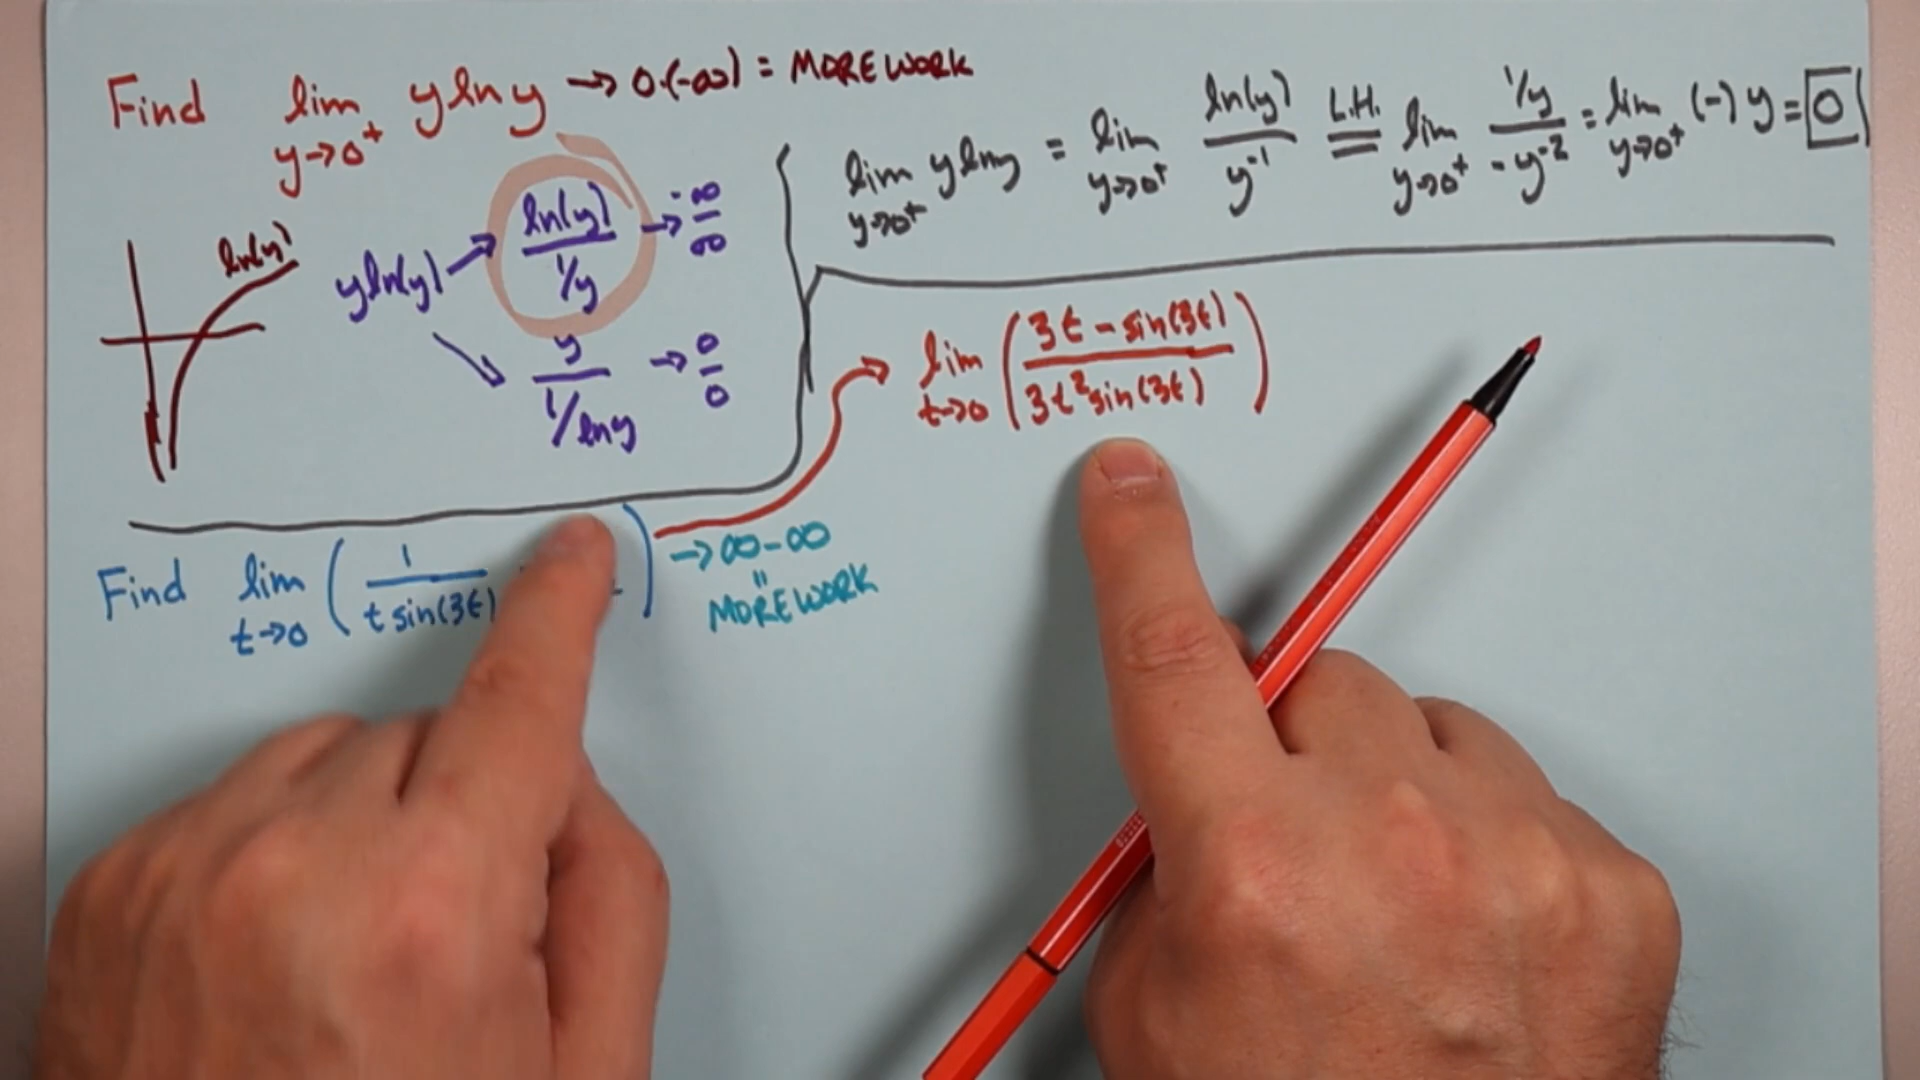 Find lim y→0⁺ y ln y → 0·(-∞) = MORE WORK
ln(y)
y ln(y) → ln(y) / 1/y → -∞/∞
y / 1/ln y → 0/0
lim y→0⁺ y ln y = lim y→0⁺ ln(y)/y⁻¹ L.H. = lim y→0⁺ 1/y / -y⁻² = lim y→0⁺ (-) y = 0
Find lim t→0 ( 1 / t sin(3t) ) → ∞-∞
"
MORE WORK
lim t→0 ( 3t - sin(3t) / 3t² sin(3t) )